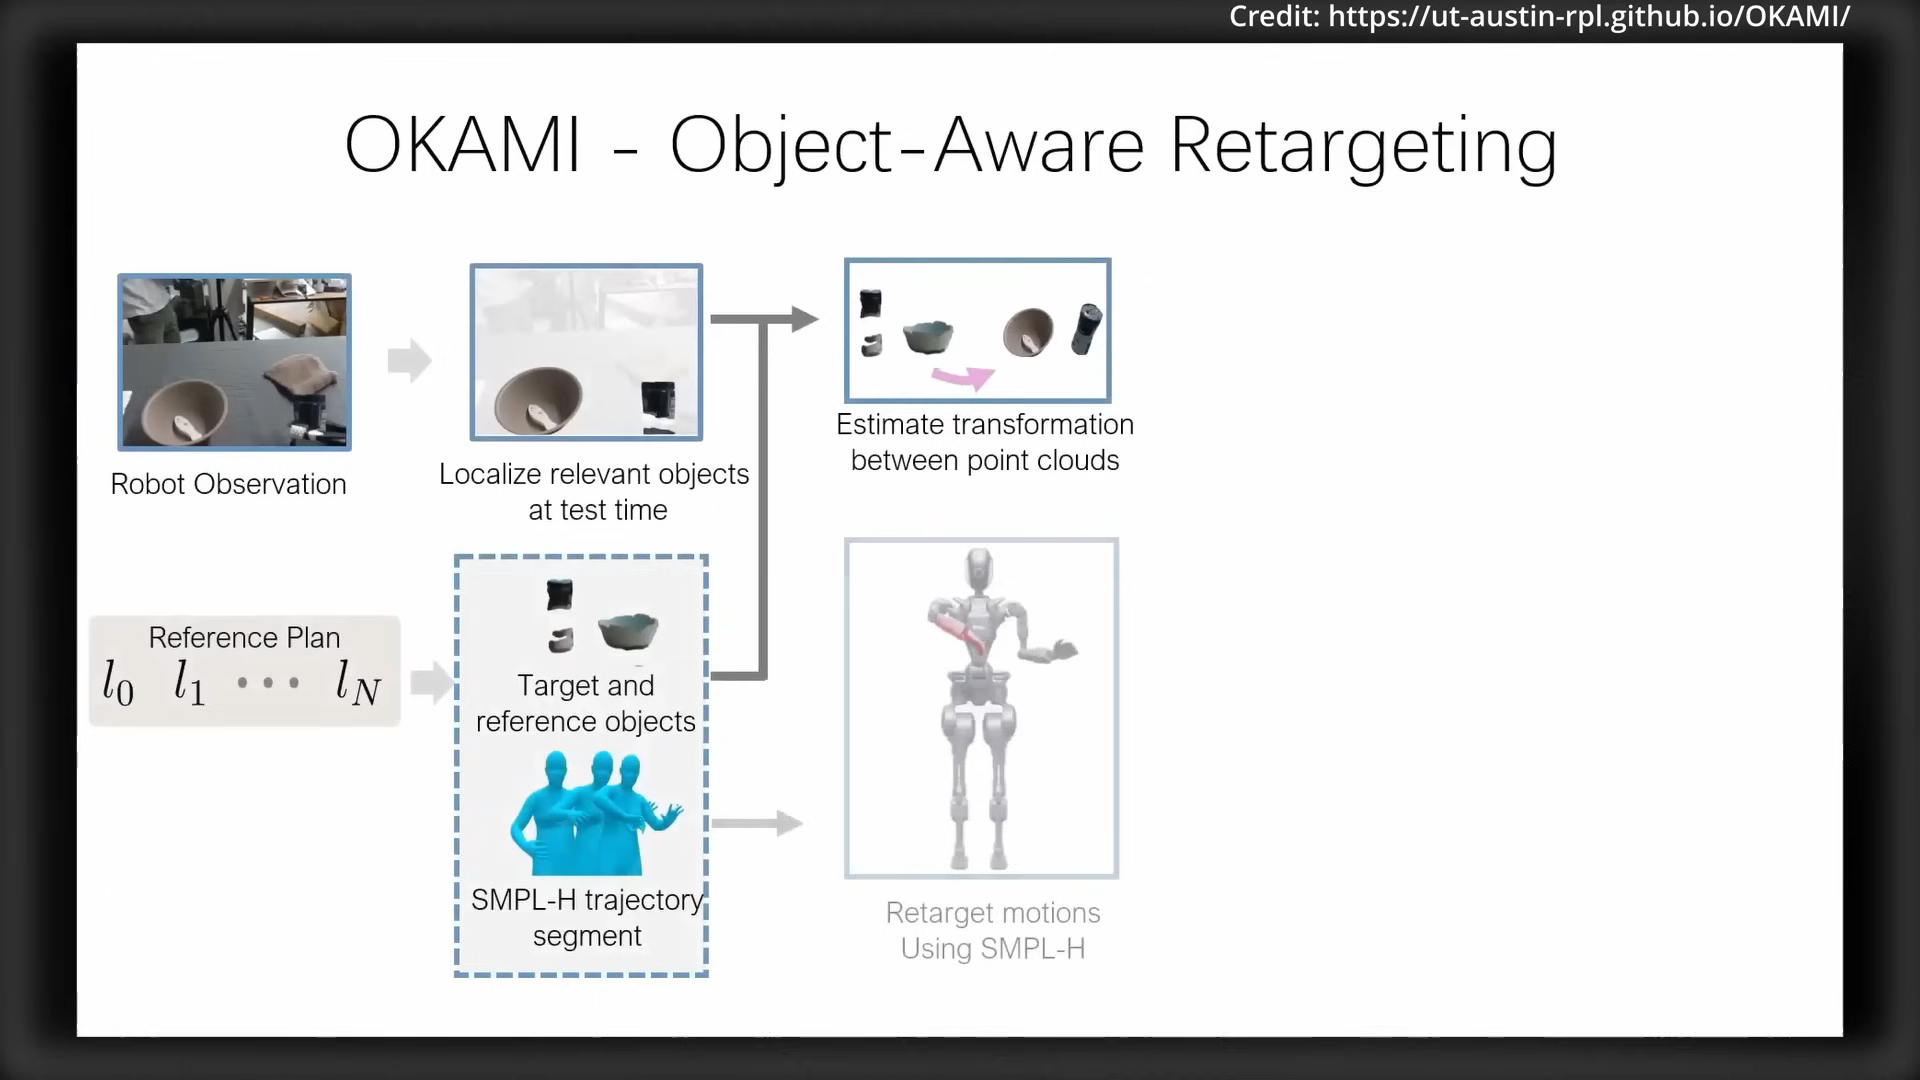 Credit: https://ut-austin-rpl.github.io/OKAMI/
OKAMI - Object-Aware Retargeting
Robot Observation
Localize relevant objects
at test time
Estimate transformation
between point clouds
Reference Plan
l0 l1 ··· lN
Target and
reference objects
SMPL-H trajectory
segment
Retarget motions
Using SMPL-H